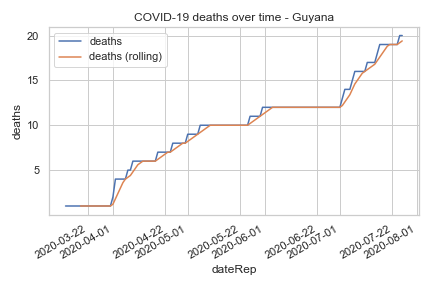 COVID-19 deaths over time - Guyana
deaths
deaths (rolling)
20
15
10
5
deaths
2020-03-22
2020-04-01
2020-04-22
2020-05-01
2020-05-22
2020-06-01
2020-06-22
2020-07-01
2020-07-22
2020-08-01
dateRep